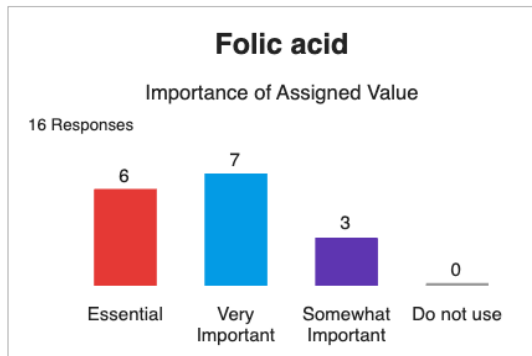 Folic acid
Importance of Assigned Value
16 Responses
6
7
3
0
Essential
Very
Important
Somewhat
Important
Do not use